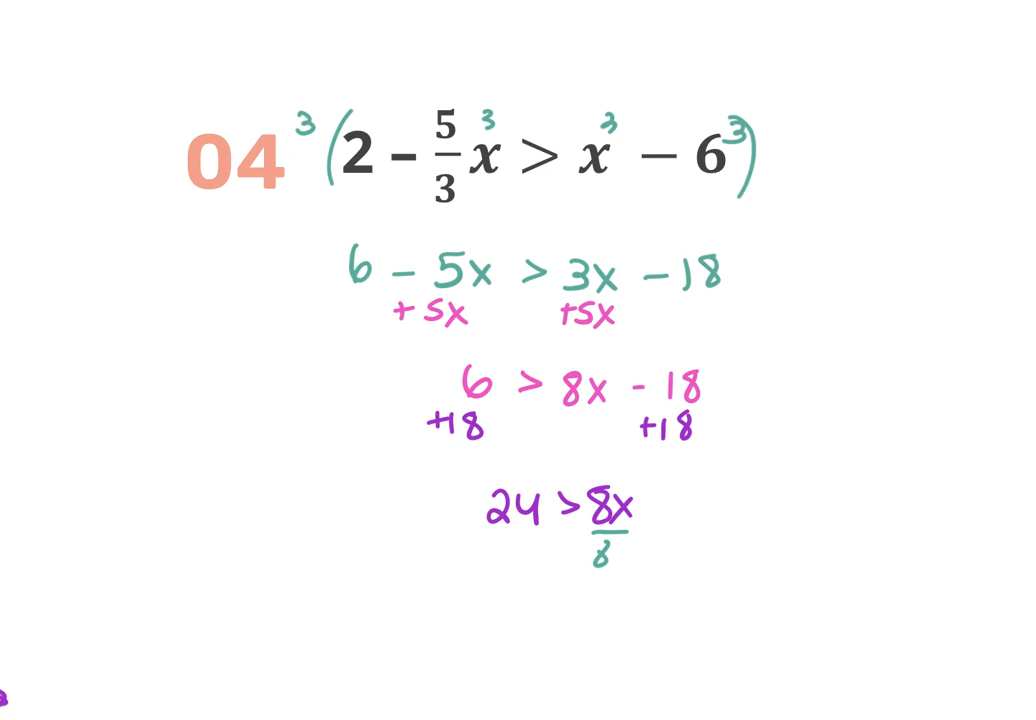 04 3 ( 2 - 5/3 x 3 > x 3 − 6 3 )
6 - 5x > 3x - 18
+ 5x +5x
6 > 8x - 18
+18 +18
24 > 8x
8